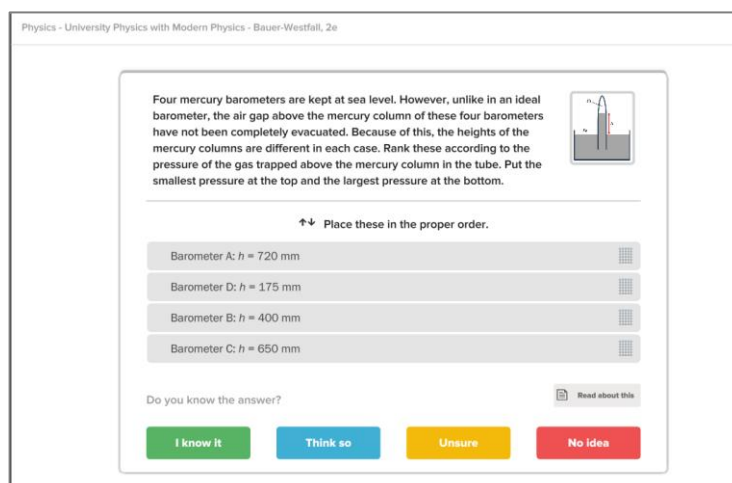 Physics - University Physics with Modern Physics - Bauer-Westfall, 2e
Four mercury barometers are kept at sea level. However, unlike in an ideal
barometer, the air gap above the mercury column of these four barometers
have not been completely evacuated. Because of this, the heights of the
mercury columns are different in each case. Rank these according to the
pressure of the gas trapped above the mercury column in the tube. Put the
smallest pressure at the top and the largest pressure at the bottom.
Place these in the proper order.
Barometer A: h = 720 mm
Barometer D: h = 175 mm
Barometer B: h = 400 mm
Barometer C: h = 650 mm
Do you know the answer?
Read about this
I know it
Think so
Unsure
No idea